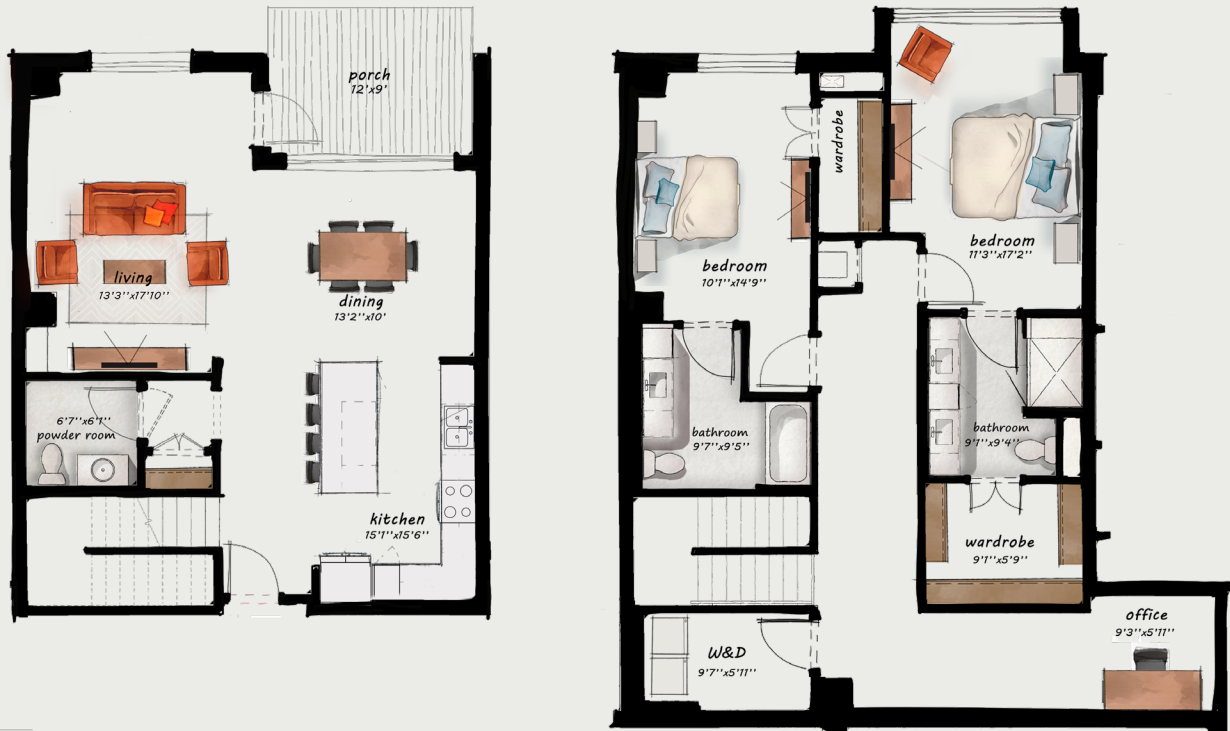 porch
12'x9'
living
13'3''x17'10''
dining
13'2''x10'
6'7''x6'1''
powder room
kitchen
15'1''x15'6''
wardrobe
bedroom
10'1''x14'9''
bedroom
11'3''x17'2''
bathroom
9'7''x9'5''
bathroom
9'1''x9'4''
wardrobe
9'1''x5'9''
office
9'3''x5'11''
W&D
9'7''x5'11''